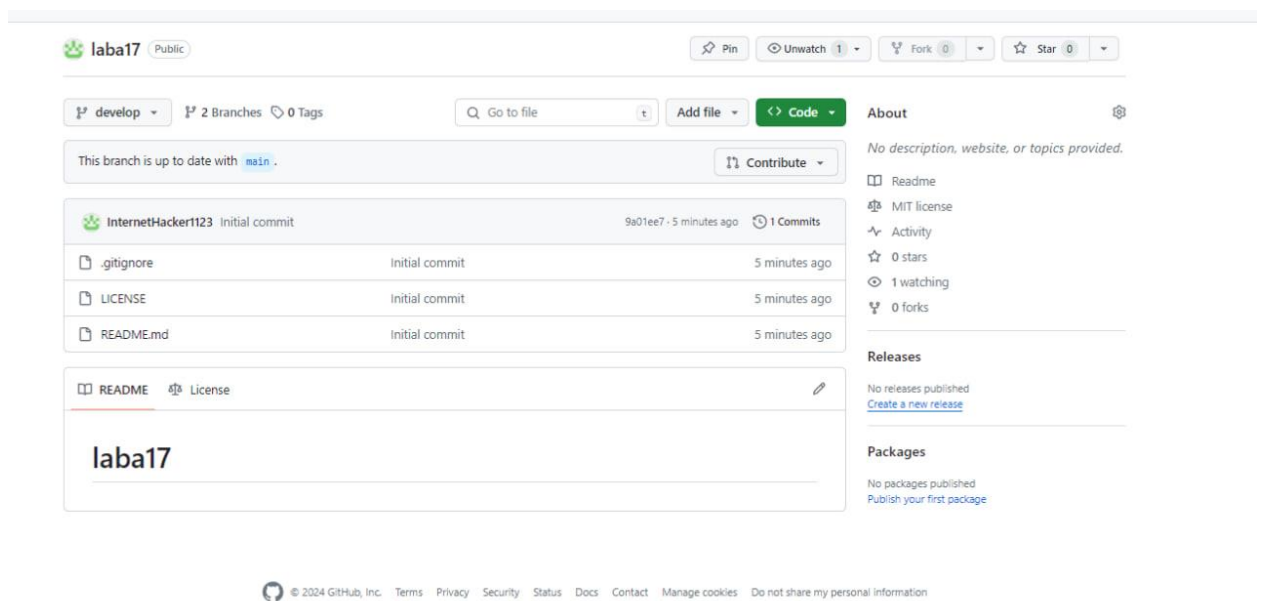 laba17 Public
Pin Unwatch 1 Fork 0 Star 0
develop 2 Branches 0 Tags Go to file t Add file Code
This branch is up to date with main . Contribute
InternetHacker1123 Initial commit 9a01ee7 · 5 minutes ago 1 Commits
.gitignore Initial commit 5 minutes ago
LICENSE Initial commit 5 minutes ago
README.md Initial commit 5 minutes ago
README License
laba17
About
No description, website, or topics provided.
Readme
MIT license
Activity
0 stars
1 watching
0 forks
Releases
No releases published
Create a new release
Packages
No packages published
Publish your first package
© 2024 GitHub, Inc. Terms Privacy Security Status Docs Contact Manage cookies Do not share my personal information